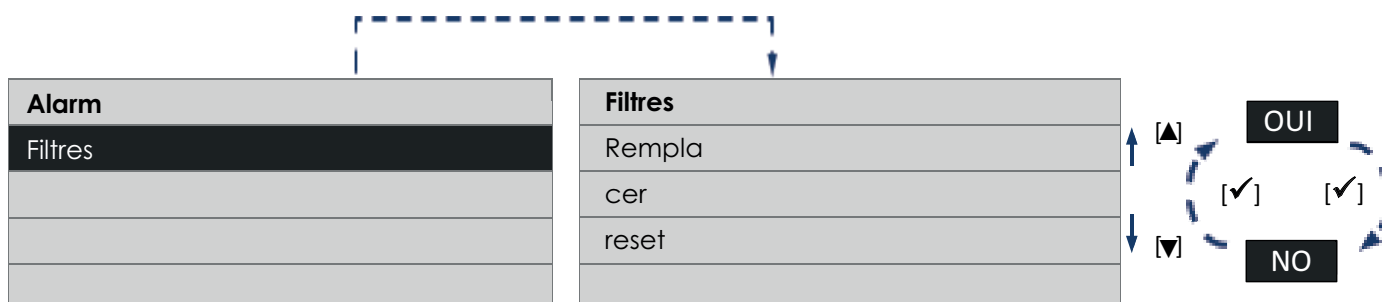 Alarm
Filtres
Filtres
Rempla
cer
reset
[▲]
OUI
[✔] [✔]
[▼]
NO